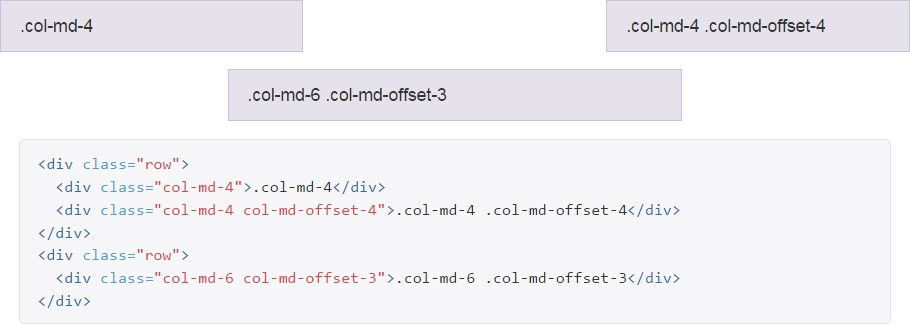 .col-md-4
.col-md-4 .col-md-offset-4
.col-md-6 .col-md-offset-3
<div class="row">
  <div class="col-md-4">.col-md-4</div>
  <div class="col-md-4 col-md-offset-4">.col-md-4 .col-md-offset-4</div>
</div>
<div class="row">
  <div class="col-md-6 col-md-offset-3">.col-md-6 .col-md-offset-3</div>
</div>